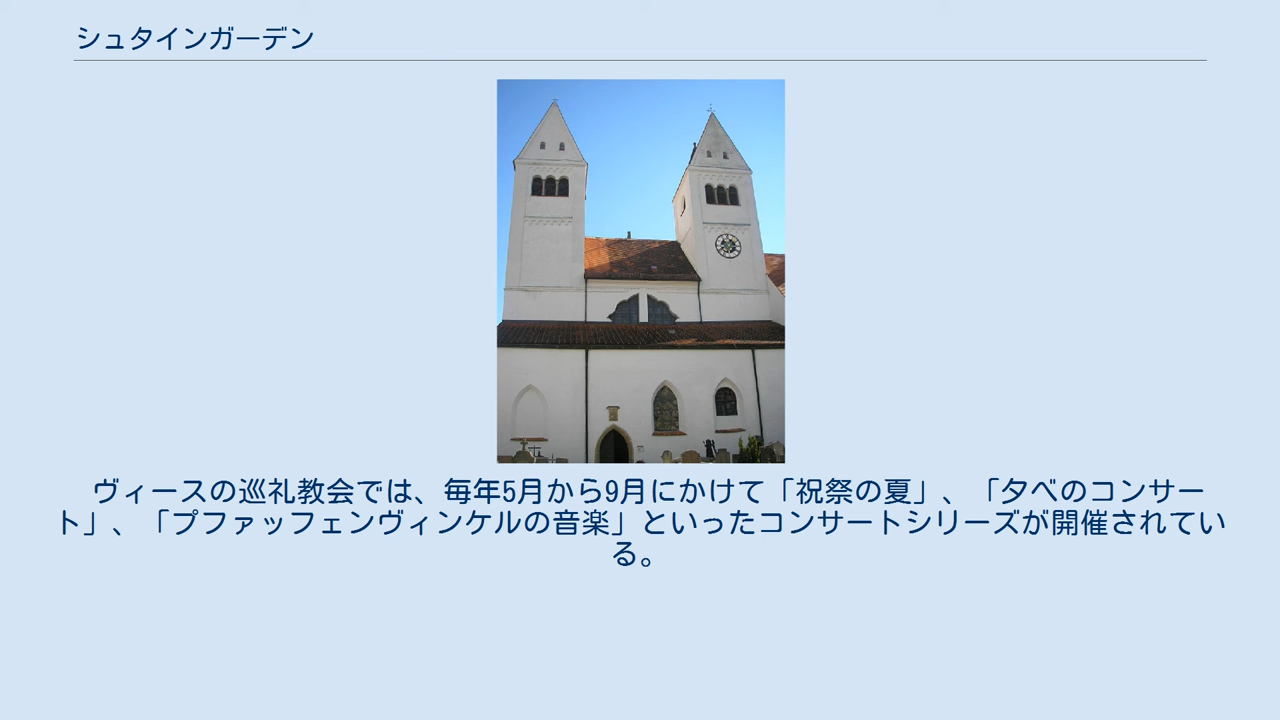 シュタインガーデン
ヴィースの巡礼教会では、毎年5月から9月にかけて「祝祭の夏」、「夕べのコンサー
ト」、「プファッフェンヴィンケルの音楽」といったコンサートシリーズが開催されてい
る。